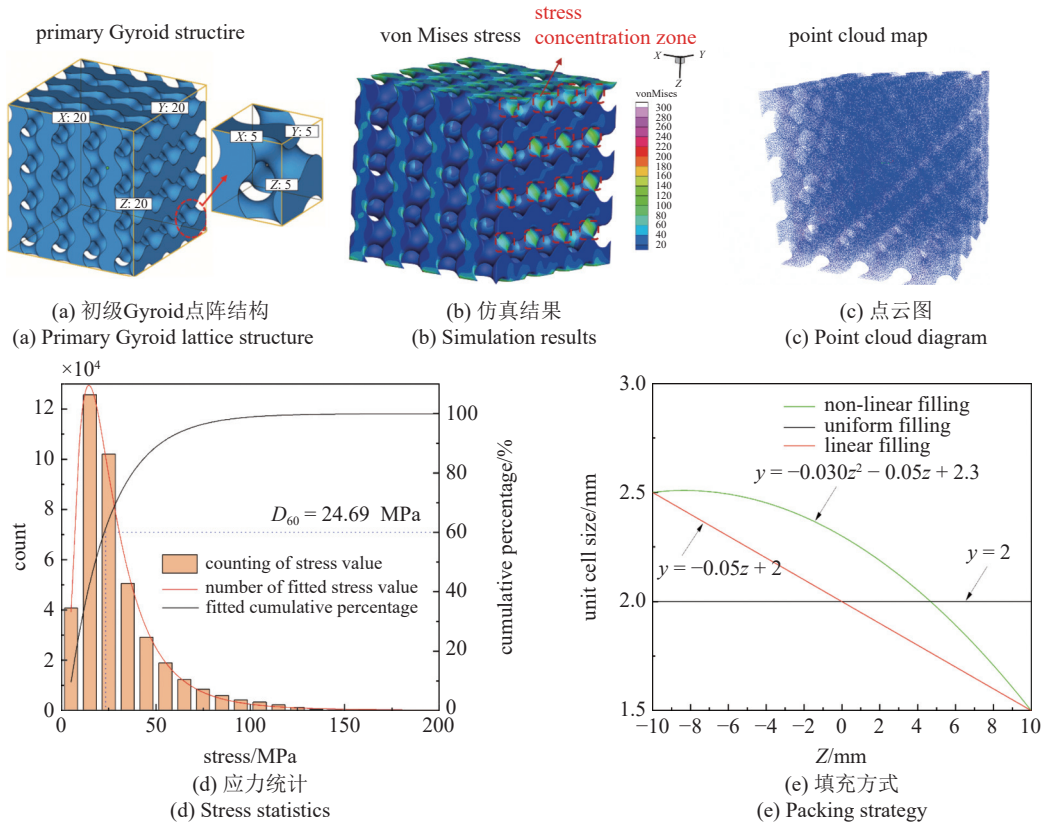 primary Gyroid structire
von Mises stress
stress
concentration zone
point cloud map
X: 20
Y: 20
Z: 20
X: 5
Y: 5
Z: 5
X
Y
Z
vonMises
300
280
260
240
220
200
180
160
140
120
100
80
60
40
20
(a) 初级Gyroid点阵结构
(a) Primary Gyroid lattice structure
(b) 仿真结果
(b) Simulation results
(c) 点云图
(c) Point cloud diagram
×10⁴
12
10
8
6
4
2
0
count
0
50
100
150
200
stress/MPa
100
80
60
40
20
0
cumulative percentage/%
D₆₀ = 24.69 MPa
counting of stress value
number of fitted stress value
fitted cumulative percentage
(d) 应力统计
(d) Stress statistics
3.0
2.5
2.0
1.5
unit cell size/mm
non-linear filling
uniform filling
linear filling
y = −0.030z² − 0.05z + 2.3
y = −0.05z + 2
y = 2
−10
−8
−6
−4
−2
0
2
4
6
8
10
Z/mm
(e) 填充方式
(e) Packing strategy